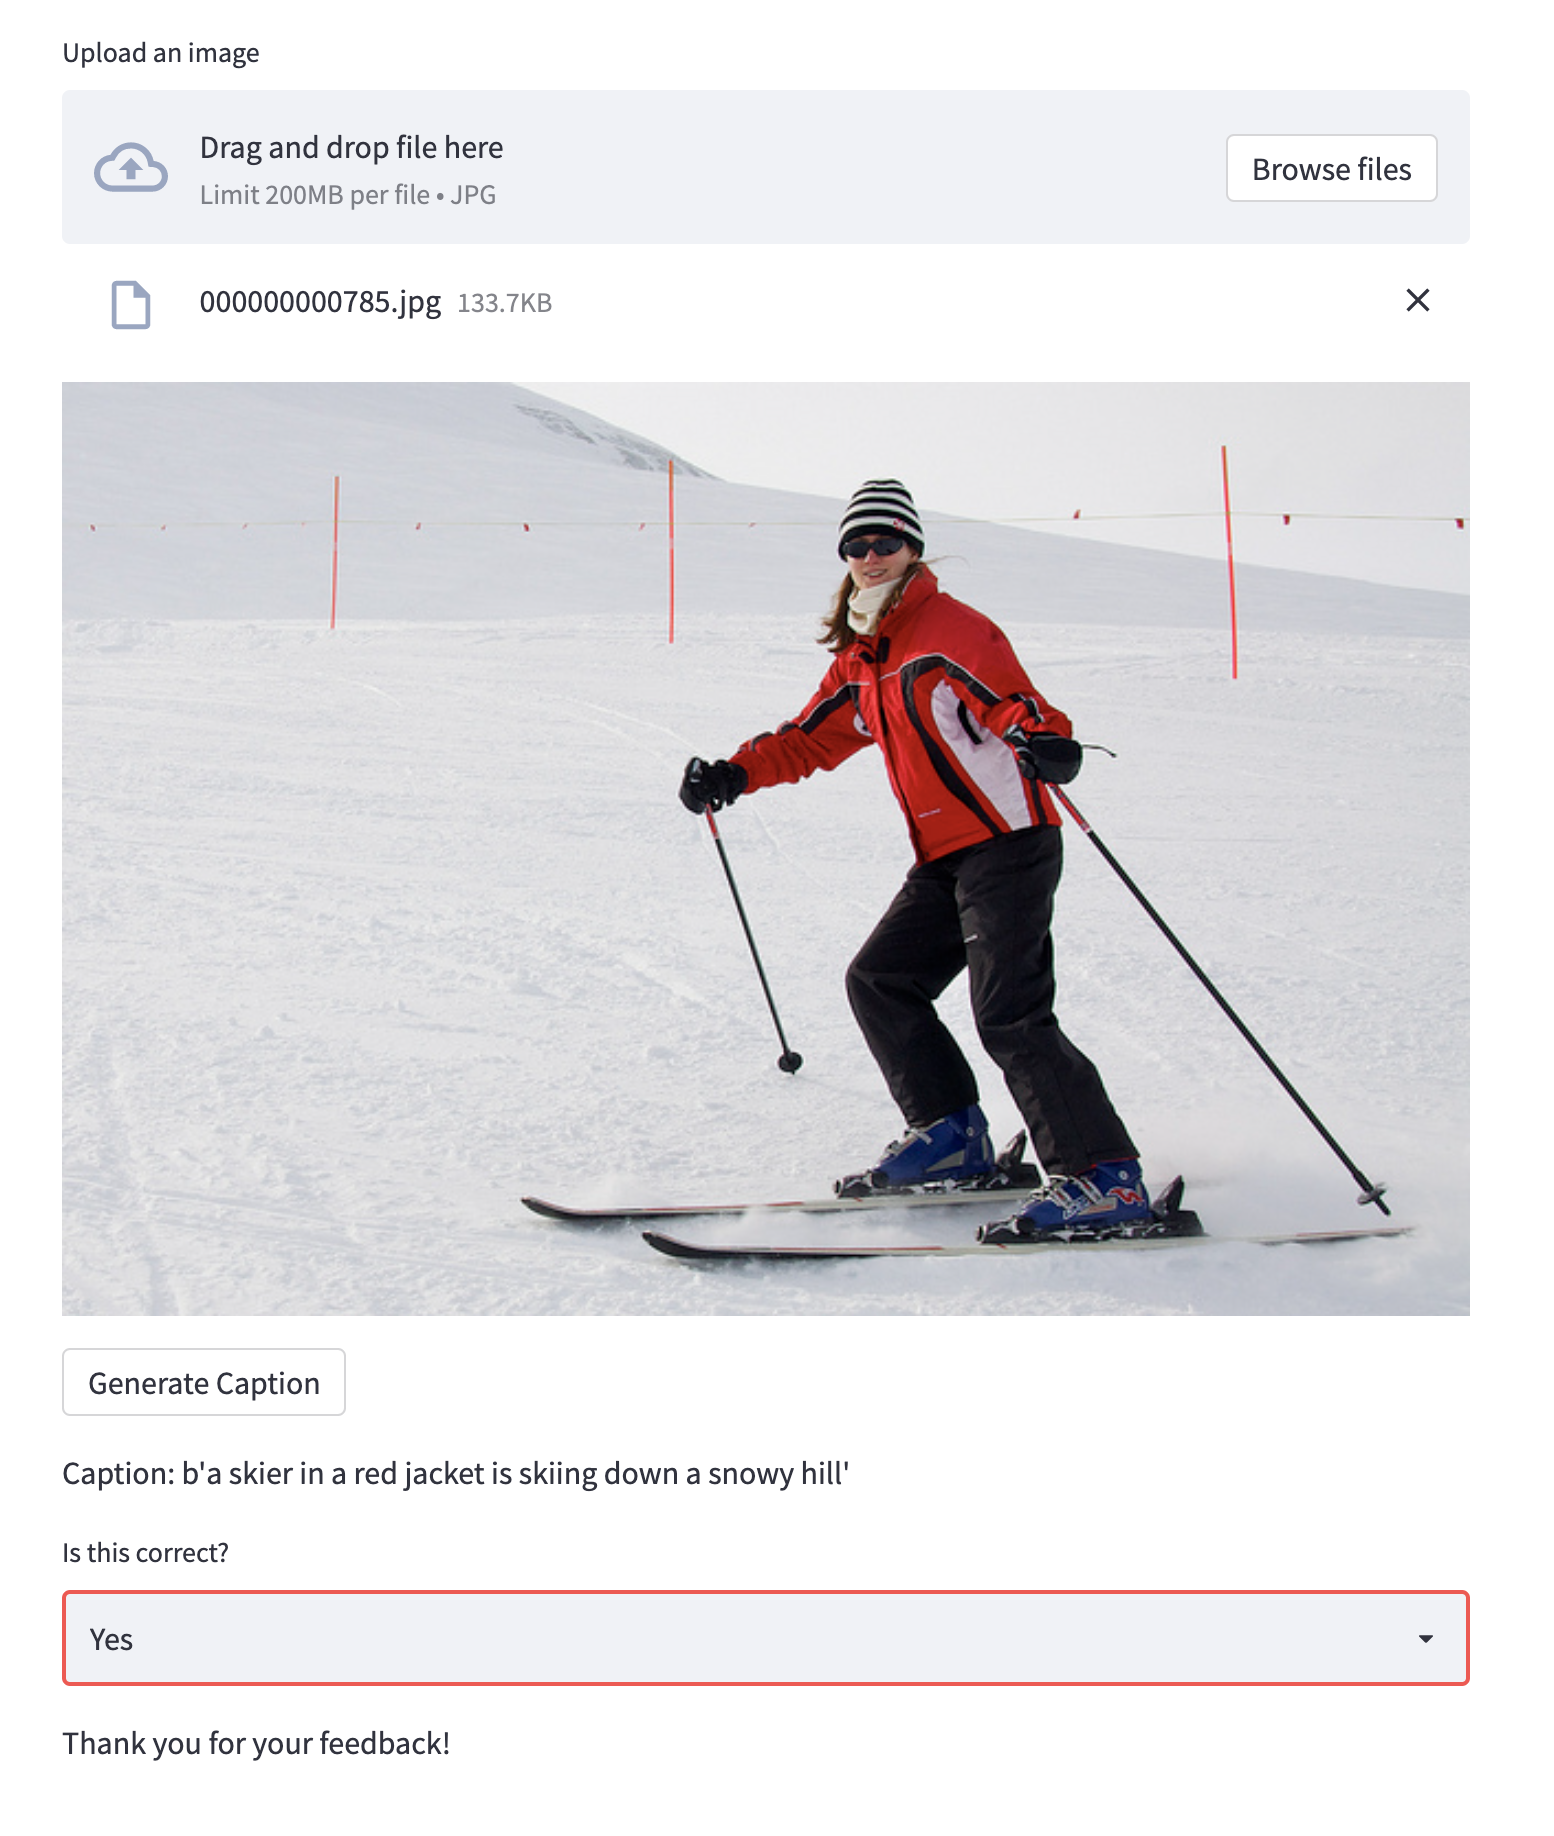 Upload an image
Drag and drop file here
Limit 200MB per file • JPG
Browse files
000000000785.jpg 133.7KB
Generate Caption
Caption: b'a skier in a red jacket is skiing down a snowy hill'
Is this correct?
Yes
Thank you for your feedback!